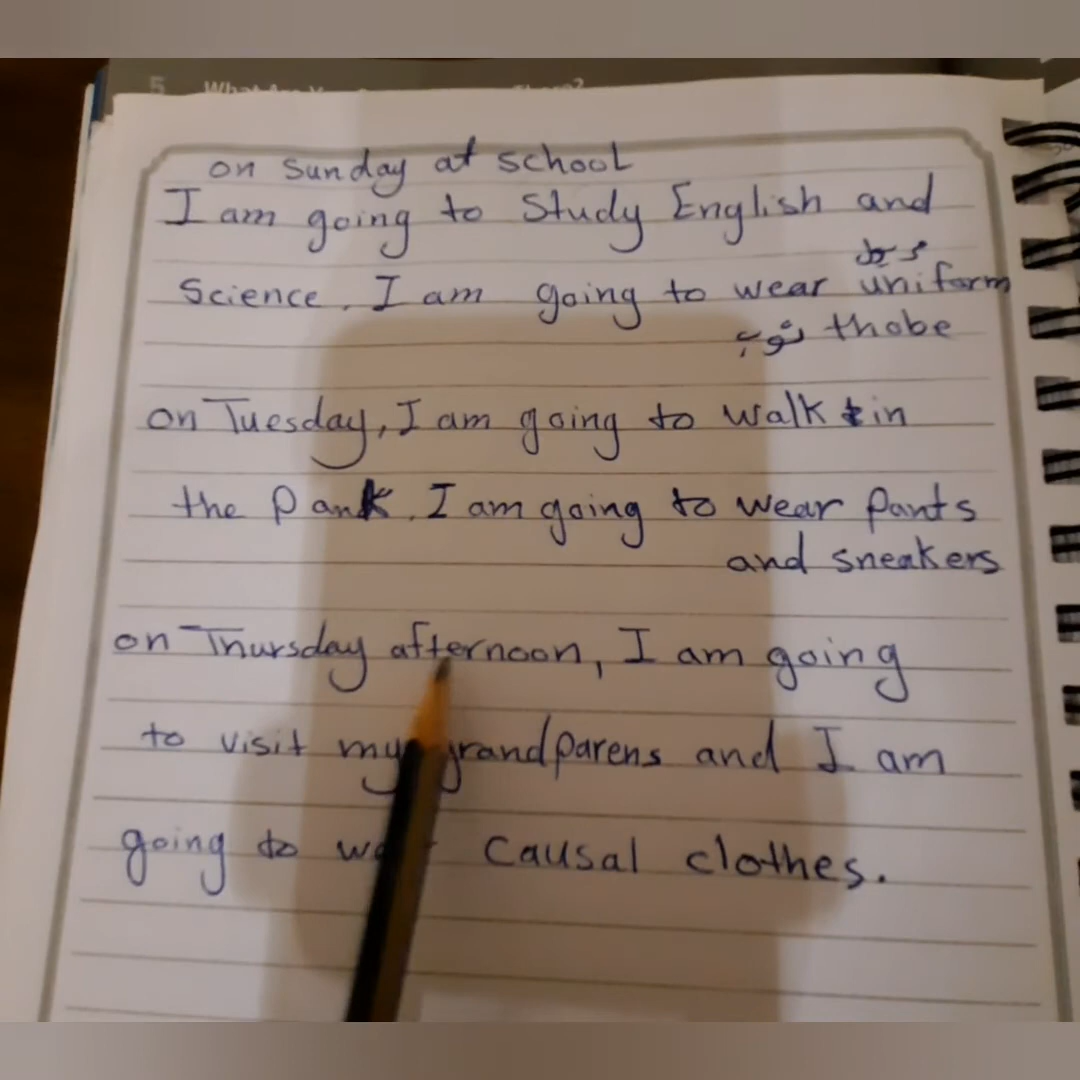 on Sunday at school
I am going to Study English and
مريول
Science. I am going to wear uniform
ثوب thobe
on Tuesday, I am going to walk in
the Park. I am going to wear pants
and sneakers
on Thursday afternoon, I am going
to visit my grandparens and I am
going to causal clothes.